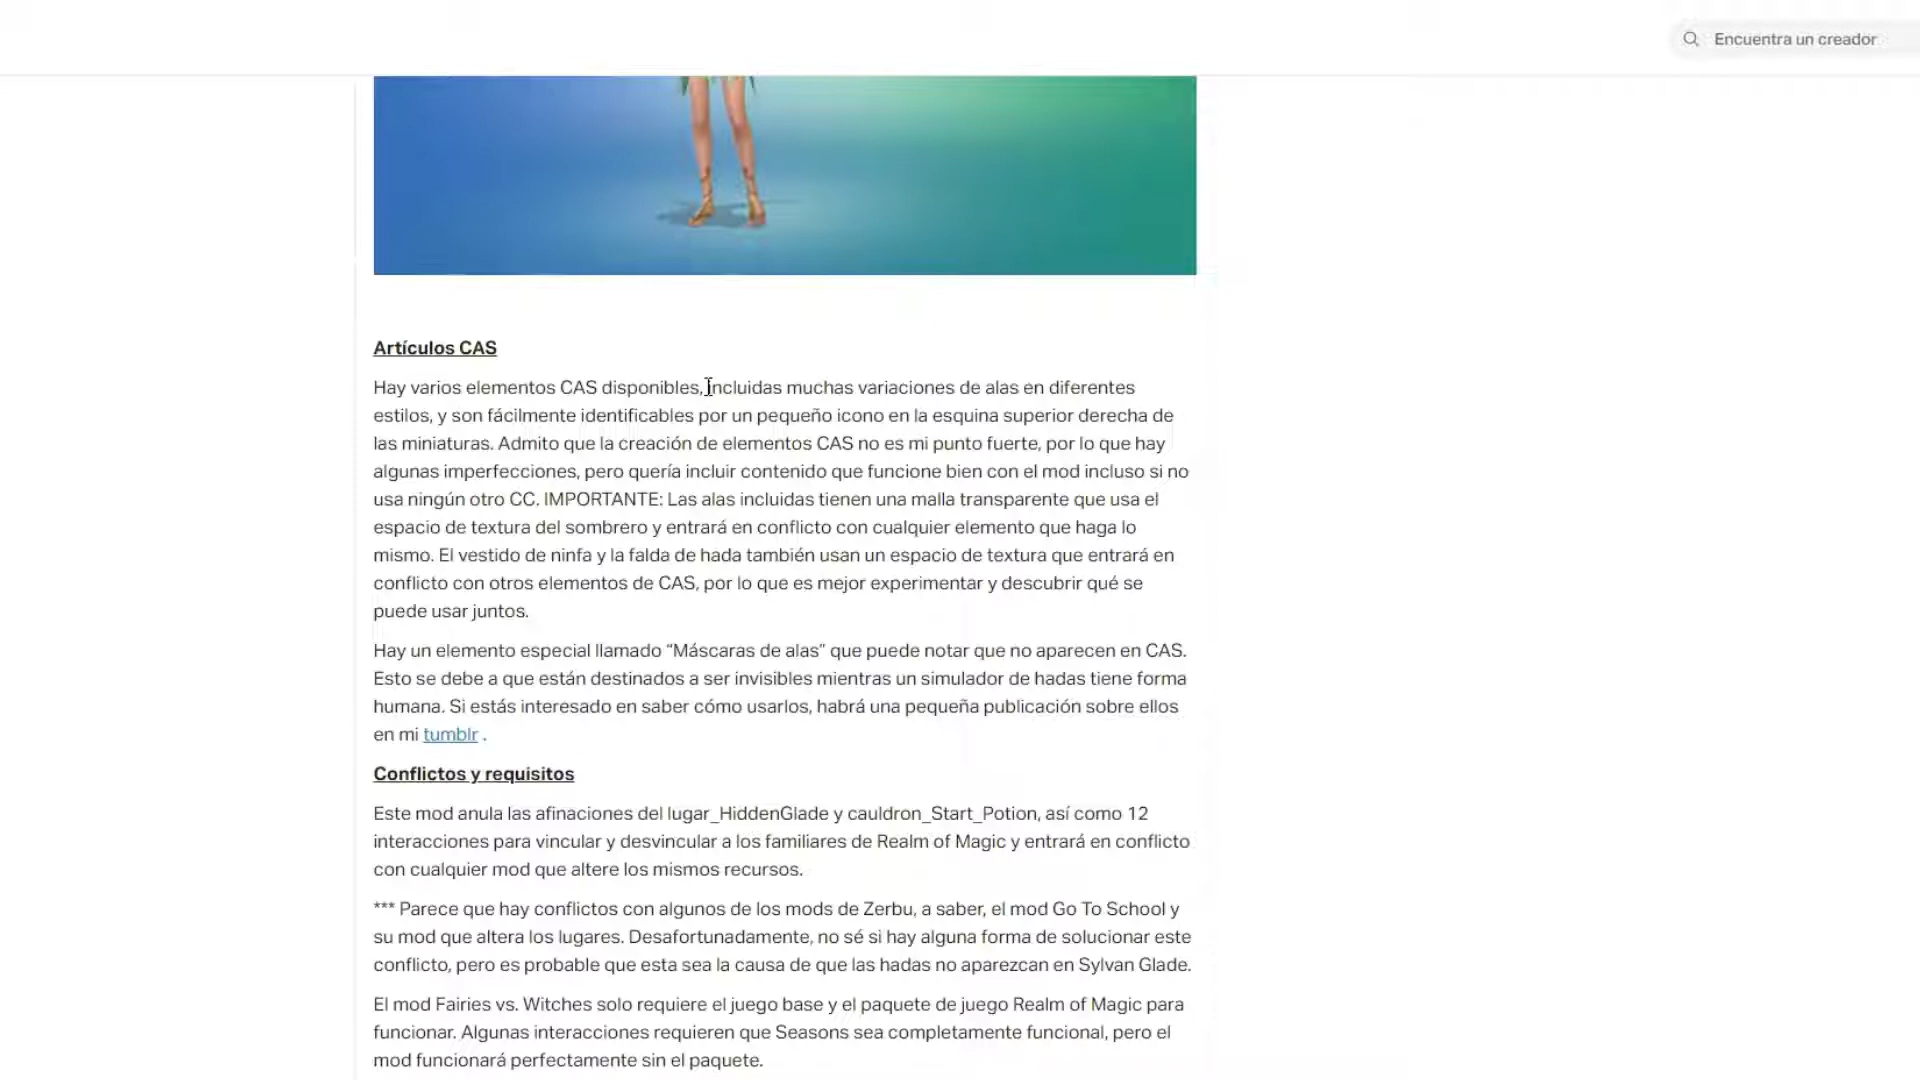 Encuentra un creador
Artículos CAS
Hay varios elementos CAS disponibles, incluidas muchas variaciones de alas en diferentes
estilos, y son fácilmente identificables por un pequeño icono en la esquina superior derecha de
las miniaturas. Admito que la creación de elementos CAS no es mi punto fuerte, por lo que hay
algunas imperfecciones, pero quería incluir contenido que funcione bien con el mod incluso si no
usa ningún otro CC. IMPORTANTE: Las alas incluidas tienen una malla transparente que usa el
espacio de textura del sombrero y entrará en conflicto con cualquier elemento que haga lo
mismo. El vestido de ninfa y la falda de hada también usan un espacio de textura que entrará en
conflicto con otros elementos de CAS, por lo que es mejor experimentar y descubrir qué se
puede usar juntos.
Hay un elemento especial llamado “Máscaras de alas” que puede notar que no aparecen en CAS.
Esto se debe a que están destinados a ser invisibles mientras un simulador de hadas tiene forma
humana. Si estás interesado en saber cómo usarlos, habrá una pequeña publicación sobre ellos
en mi tumblr .
Conflictos y requisitos
Este mod anula las afinaciones del lugar_HiddenGlade y cauldron_Start_Potion, así como 12
interacciones para vincular y desvincular a los familiares de Realm of Magic y entrará en conflicto
con cualquier mod que altere los mismos recursos.
*** Parece que hay conflictos con algunos de los mods de Zerbu, a saber, el mod Go To School y
su mod que altera los lugares. Desafortunadamente, no sé si hay alguna forma de solucionar este
conflicto, pero es probable que esta sea la causa de que las hadas no aparezcan en Sylvan Glade.
El mod Fairies vs. Witches solo requiere el juego base y el paquete de juego Realm of Magic para
funcionar. Algunas interacciones requieren que Seasons sea completamente funcional, pero el
mod funcionará perfectamente sin el paquete.